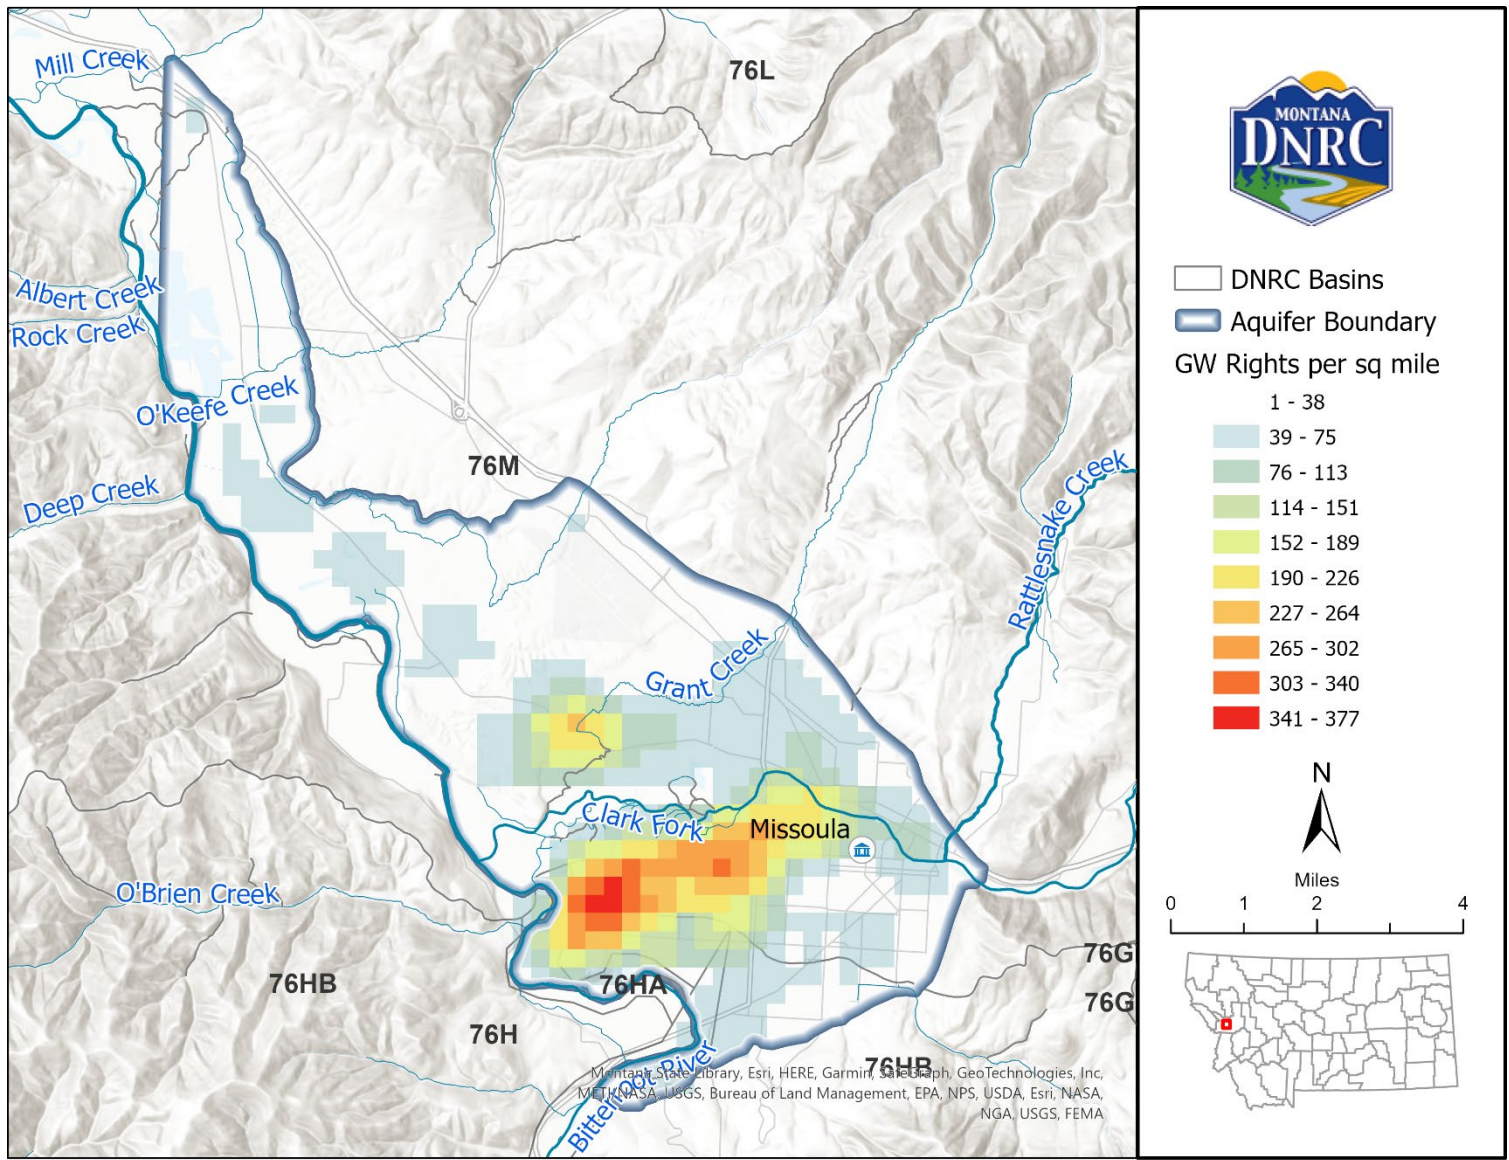 Mill Creek
76L
Albert Creek
Rock Creek
O'Keefe Creek
76M
Deep Creek
Rattlesnake Creek
Grant Creek
Clark Fork
Missoula
O'Brien Creek
76HB
76HA
76H
76G
76G
76HB
Bitterroot River
Montana State Library, Esri, HERE, Garmin, SafeGraph, GeoTechnologies, Inc,
METI/NASA, USGS, Bureau of Land Management, EPA, NPS, USDA, Esri, NASA,
NGA, USGS, FEMA
MONTANA
DNRC
DNRC Basins
Aquifer Boundary
GW Rights per sq mile
1 - 38
39 - 75
76 - 113
114 - 151
152 - 189
190 - 226
227 - 264
265 - 302
303 - 340
341 - 377
N
Miles
0 1 2 4